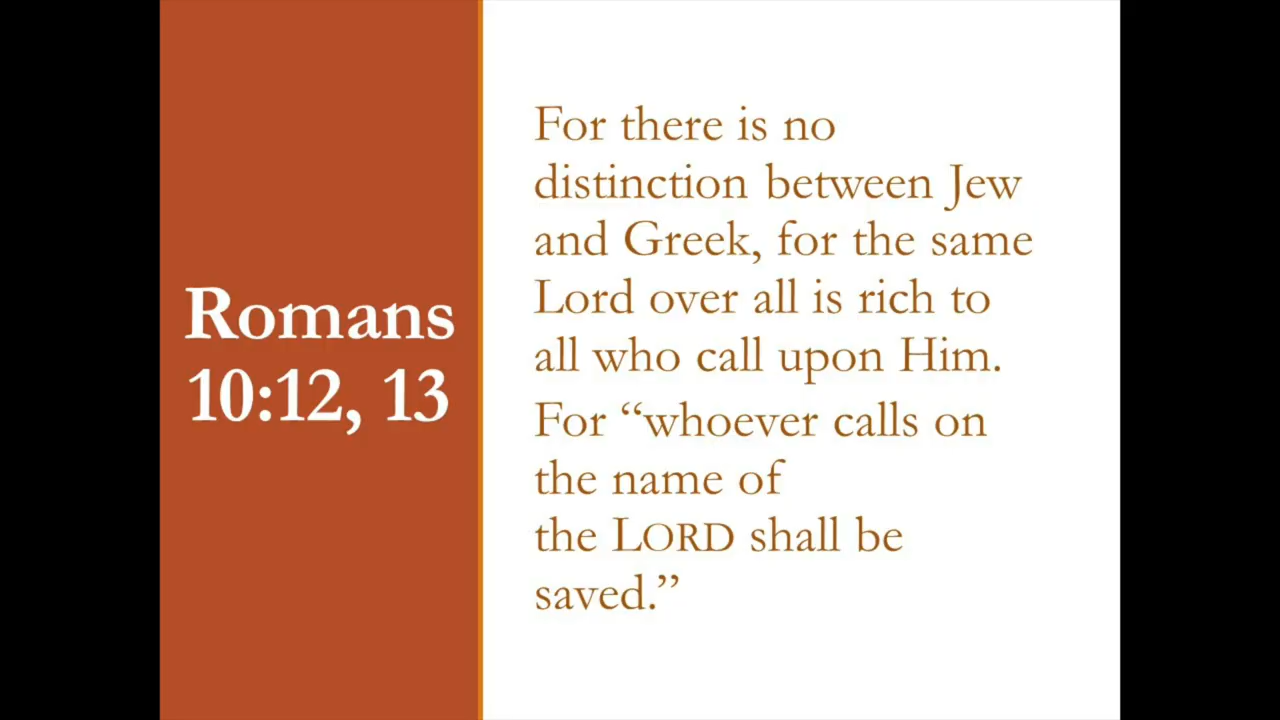 Romans
10:12, 13
For there is no
distinction between Jew
and Greek, for the same
Lord over all is rich to
all who call upon Him.
For “whoever calls on
the name of
the LORD shall be
saved.”